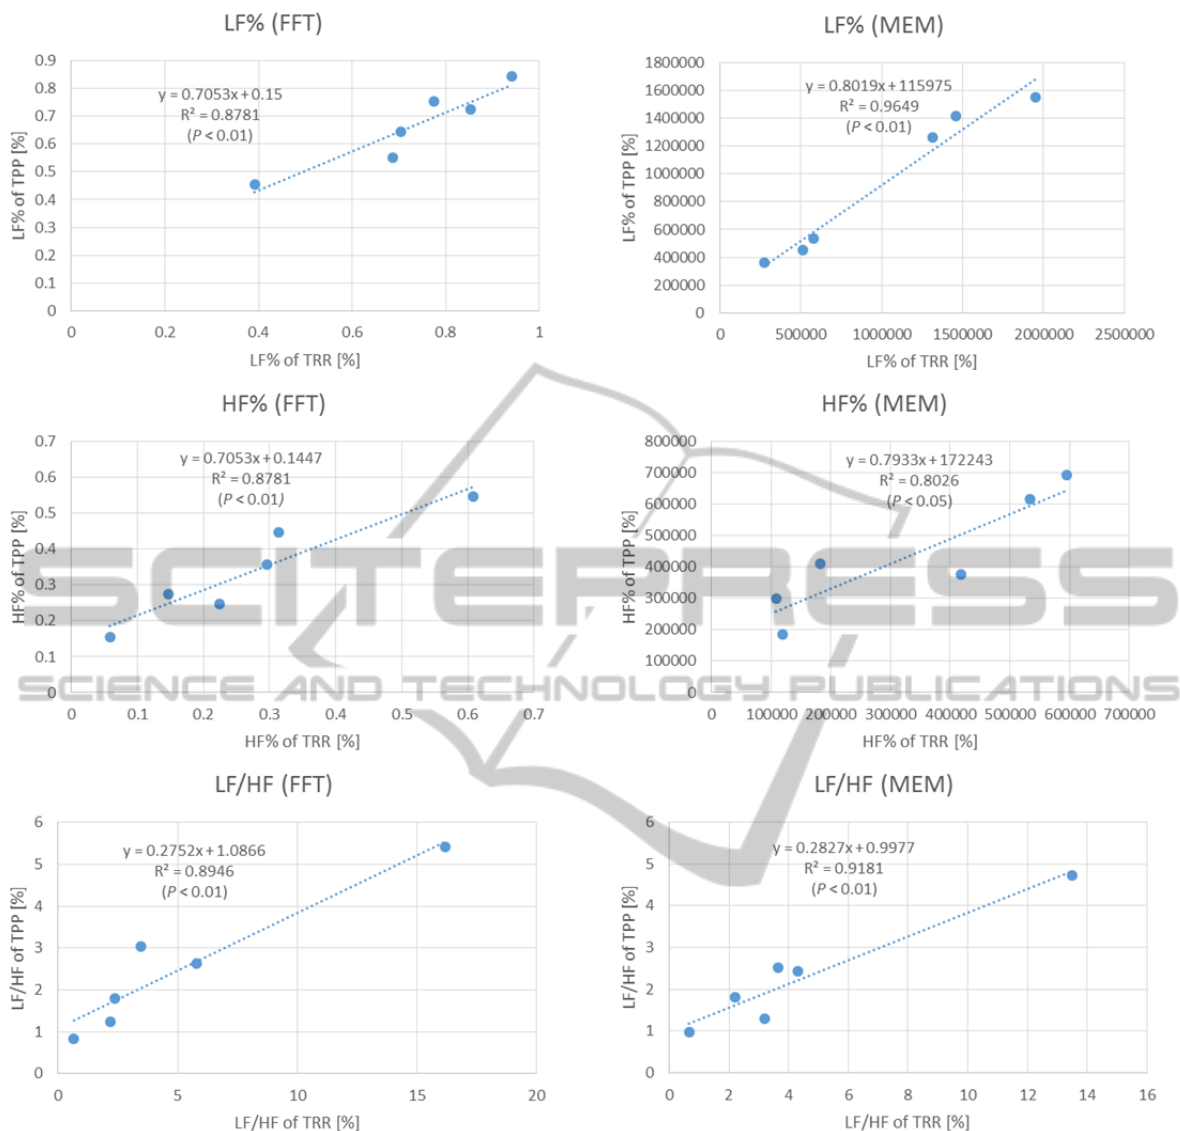 LF% (FFT)
y = 0.7053x + 0.15
R² = 0.8781
(P < 0.01)
LF% of TPP [%]
0.9
0.8
0.7
0.6
0.5
0.4
0.3
0.2
0.1
0
0 0.2 0.4 0.6 0.8 1
LF% of TRR [%]
LF% (MEM)
y = 0.8019x + 115975
R² = 0.9649
(P < 0.01)
LF% of TPP [%]
1800000
1600000
1400000
1200000
1000000
800000
600000
400000
200000
0
0 500000 1000000 1500000 2000000 2500000
LF% of TRR [%]
HF% (FFT)
y = 0.7053x + 0.1447
R² = 0.8781
(P < 0.01)
HF% of TPP [%]
0.7
0.6
0.5
0.4
0.3
0.2
0.1
0
0 0.1 0.2 0.3 0.4 0.5 0.6 0.7
HF% of TRR [%]
HF% (MEM)
y = 0.7933x + 172243
R² = 0.8026
(P < 0.05)
HF% of TPP [%]
800000
700000
600000
500000
400000
300000
200000
100000
0
0 100000 200000 300000 400000 500000 600000 700000
HF% of TRR [%]
SCITEPRESS
SCIENCE AND TECHNOLOGY PUBLICATIONS
LF/HF (FFT)
y = 0.2752x + 1.0866
R² = 0.8946
(P < 0.01)
LF/HF of TPP [%]
6
5
4
3
2
1
0
0 5 10 15 20
LF/HF of TRR [%]
LF/HF (MEM)
y = 0.2827x + 0.9977
R² = 0.9181
(P < 0.01)
LF/HF of TPP [%]
6
5
4
3
2
1
0
0 2 4 6 8 10 12 14 16
LF/HF of TRR [%]